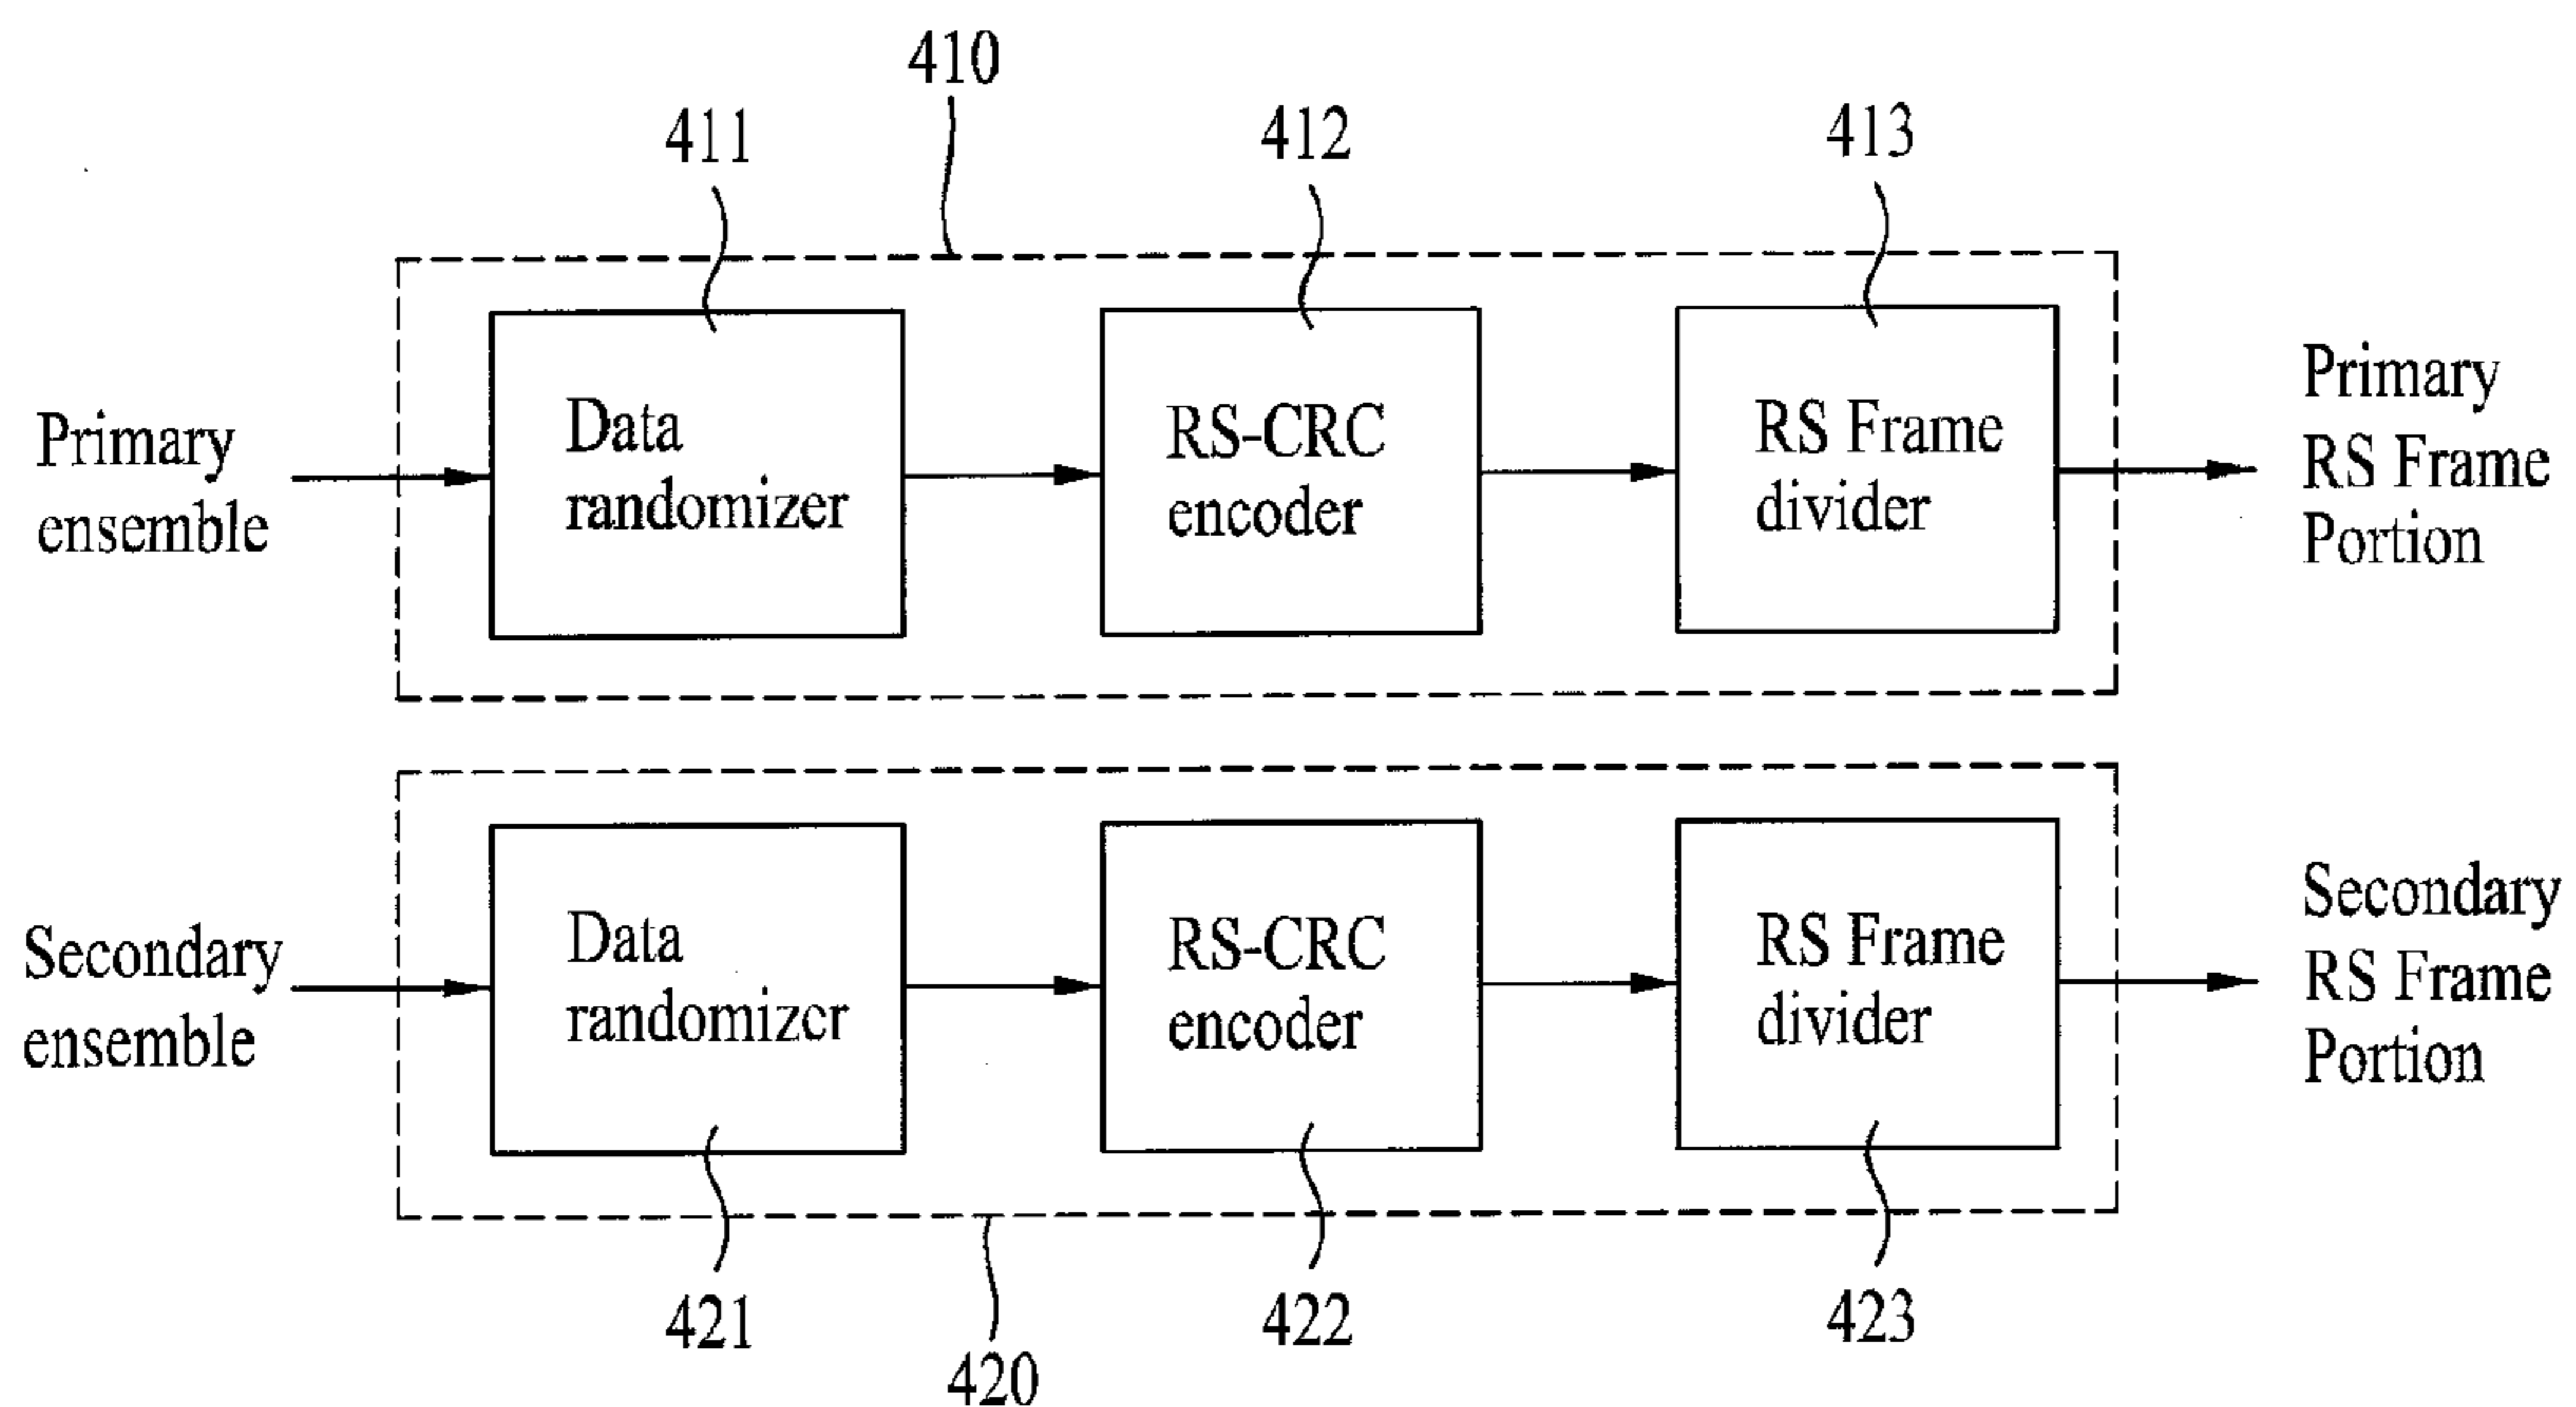 410
411
412
413
Primary
ensemble
Data
randomizer
RS-CRC
encoder
RS Frame
divider
Primary
RS Frame
Portion
Secondary
ensemble
Data
randomizer
RS-CRC
encoder
RS Frame
divider
Secondary
RS Frame
Portion
421
422
423
420